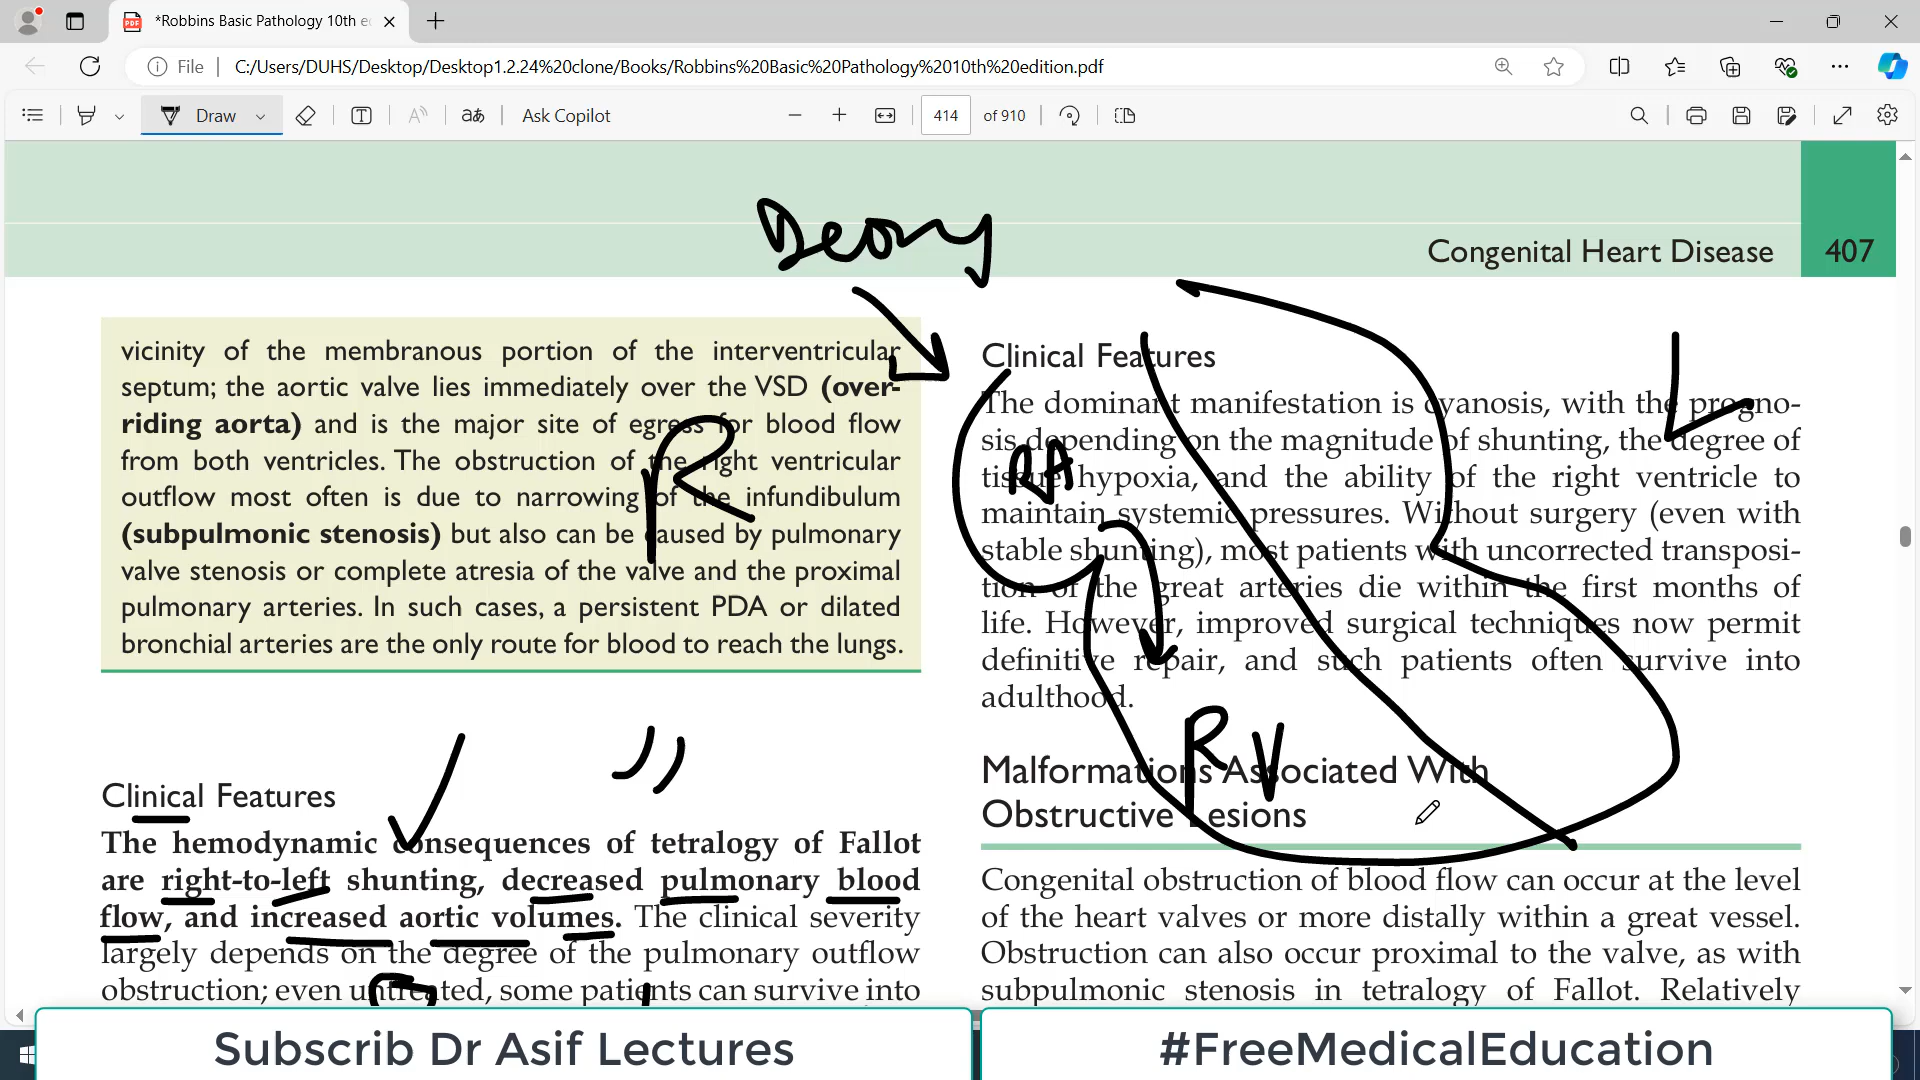 *Robbins Basic Pathology 10th e
File
C:/Users/DUHS/Desktop/Desktop1.2.24%20clone/Books/Robbins%20Basic%20Pathology%2010th%20edition.pdf
Draw
Ask Copilot
414 of 910
Deoxy
Congenital Heart Disease 407
vicinity of the membranous portion of the interventricular
septum; the aortic valve lies immediately over the VSD (over-
riding aorta) and is the major site of egress for blood flow
from both ventricles. The obstruction of the right ventricular
outflow most often is due to narrowing of the infundibulum
(subpulmonic stenosis) but also can be caused by pulmonary
valve stenosis or complete atresia of the valve and the proximal
pulmonary arteries. In such cases, a persistent PDA or dilated
bronchial arteries are the only route for blood to reach the lungs.
R
Clinical Features
The hemodynamic consequences of tetralogy of Fallot
are right-to-left shunting, decreased pulmonary blood
flow, and increased aortic volumes. The clinical severity
largely depends on the degree of the pulmonary outflow
obstruction; even untreated, some patients can survive into
Clinical Features
The dominant manifestation is cyanosis, with the progno-
sis depending on the magnitude of shunting, the degree of
tissue hypoxia, and the ability of the right ventricle to
maintain systemic pressures. Without surgery (even with
stable shunting), most patients with uncorrected transposi-
tion of the great arteries die within the first months of
life. However, improved surgical techniques now permit
definitive repair, and such patients often survive into
adulthood.
RA
RV
L
Malformations Associated With
Obstructive Lesions
Congenital obstruction of blood flow can occur at the level
of the heart valves or more distally within a great vessel.
Obstruction can also occur proximal to the valve, as with
subpulmonic stenosis in tetralogy of Fallot. Relatively
Subscrib Dr Asif Lectures
#FreeMedicalEducation